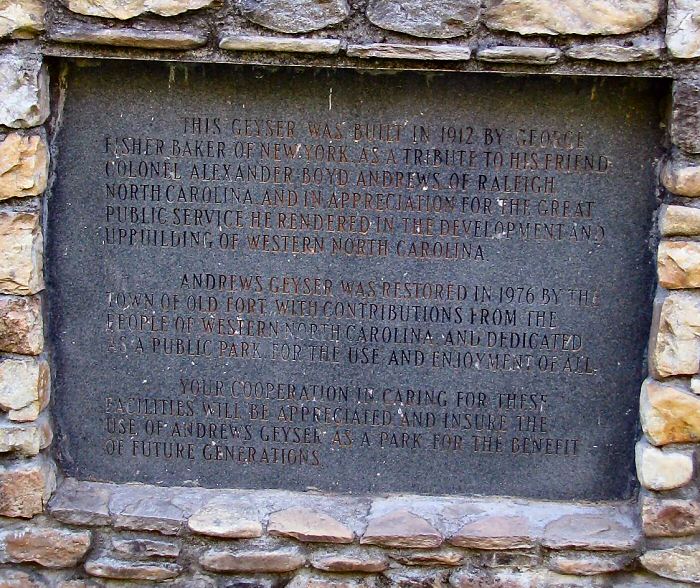 THIS GEYSER WAS BUILT IN 1912 BY GEORGE
FISHER BAKER OF NEW YORK, AS A TRIBUTE TO HIS FRIEND
COLONEL ALEXANDER BOYD ANDREWS, OF RALEIGH,
NORTH CAROLINA, AND IN APPRECIATION FOR THE GREAT
PUBLIC SERVICE HE RENDERED IN THE DEVELOPMENT AND
UPBUILDING OF WESTERN NORTH CAROLINA.
ANDREWS GEYSER WAS RESTORED IN 1976 BY THE
TOWN OF OLD FORT, WITH CONTRIBUTIONS FROM THE
PEOPLE OF WESTERN NORTH CAROLINA, AND DEDICATED
AS A PUBLIC PARK, FOR THE USE AND ENJOYMENT OF ALL.
YOUR COOPERATION IN CARING FOR THESE
FACILITIES WILL BE APPRECIATED AND INSURE THE
USE OF ANDREWS GEYSER AS A PARK FOR THE BENEFIT
OF FUTURE GENERATIONS.